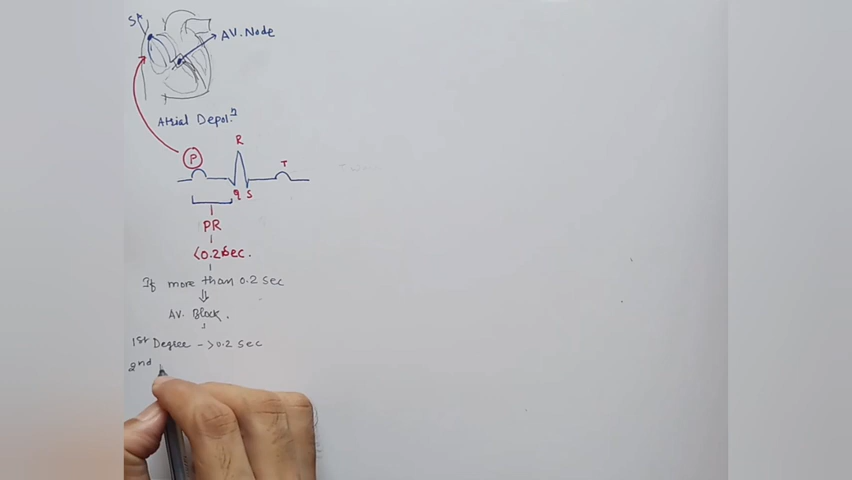 SA
AV. Node
Atrial Depol.n
R
P
T
q S
PR
<0.2 Sec.
If more than 0.2 sec
⇓
AV. Block.
1st Degree -> 0.2 sec
2nd